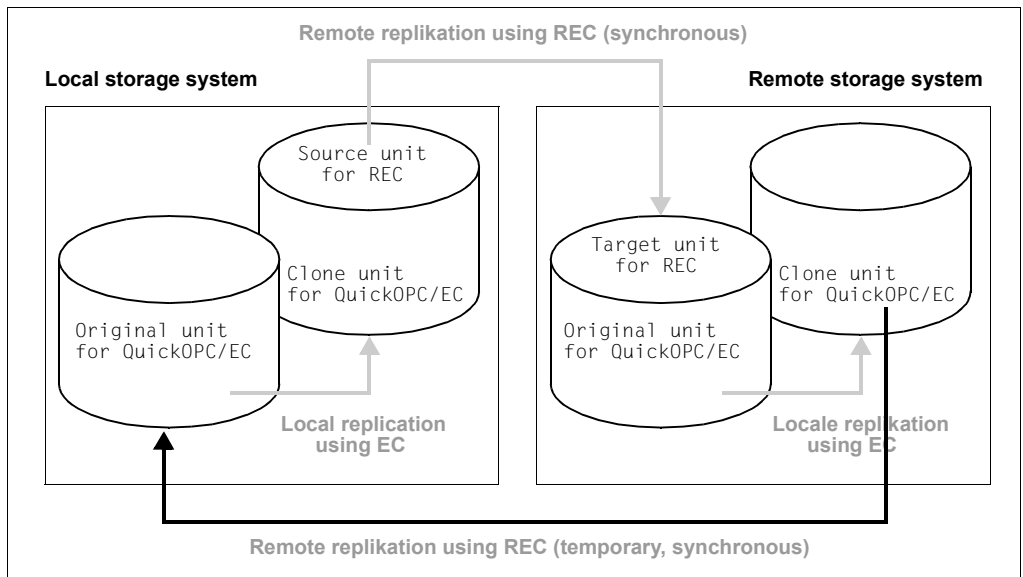 Remote replikation using REC (synchronous)
Local storage system
Remote storage system
Source unit
for REC
Clone unit
for QuickOPC/EC
Original unit
for QuickOPC/EC
Local replication
using EC
Target unit
for REC
Clone unit
for QuickOPC/EC
Original unit
for QuickOPC/EC
Locale replikation
using EC
Remote replikation using REC (temporary, synchronous)